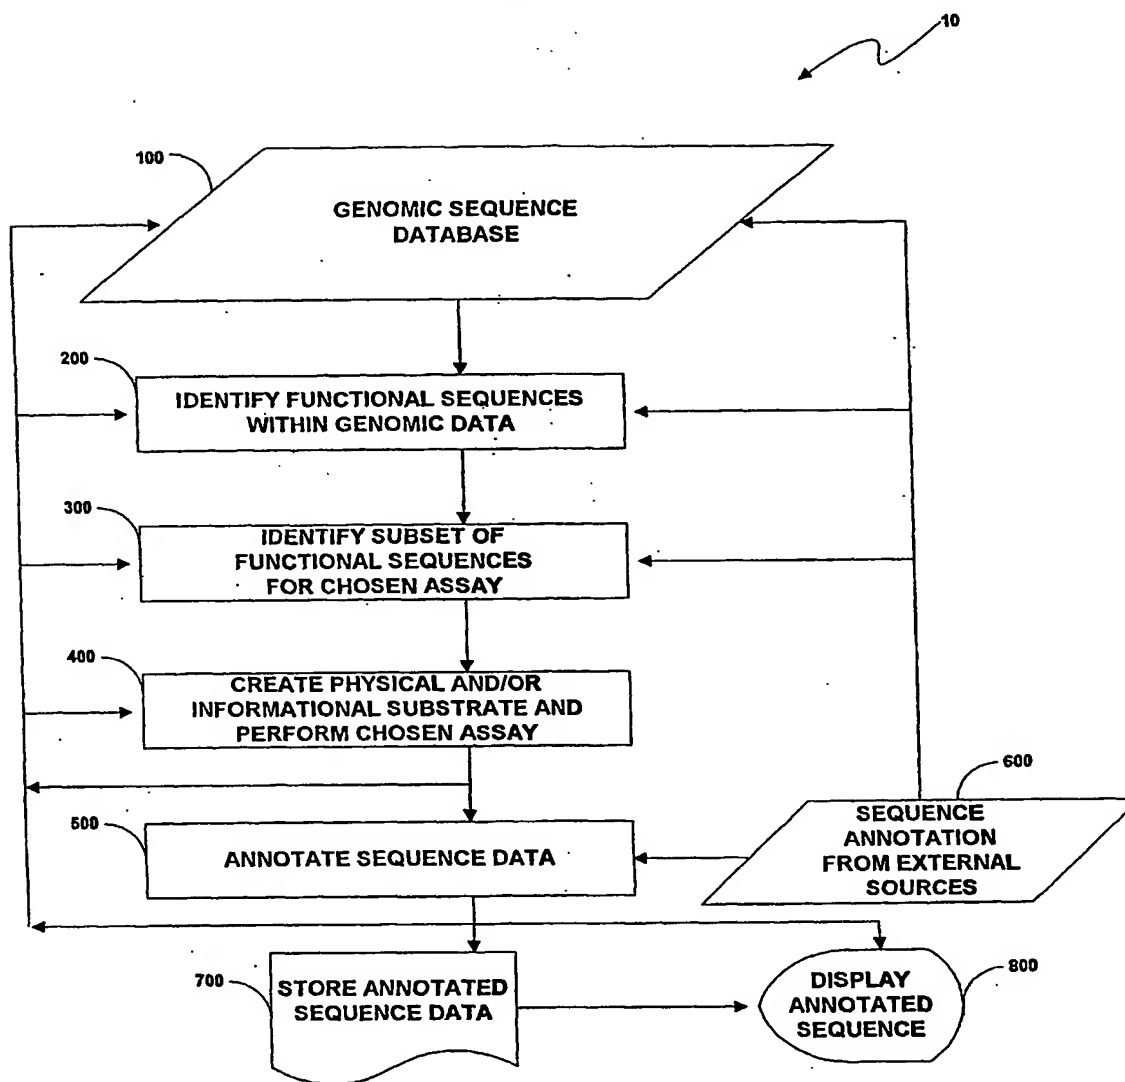 10
100
GENOMIC SEQUENCE
DATABASE
200
IDENTIFY FUNCTIONAL SEQUENCES
WITHIN GENOMIC DATA
300
IDENTIFY SUBSET OF
FUNCTIONAL SEQUENCES
FOR CHOSEN ASSAY
400
CREATE PHYSICAL AND/OR
INFORMATIONAL SUBSTRATE AND
PERFORM CHOSEN ASSAY
500
ANNOTATE SEQUENCE DATA
600
SEQUENCE
ANNOTATION
FROM EXTERNAL
SOURCES
700
STORE ANNOTATED
SEQUENCE DATA
800
DISPLAY
ANNOTATED
SEQUENCE